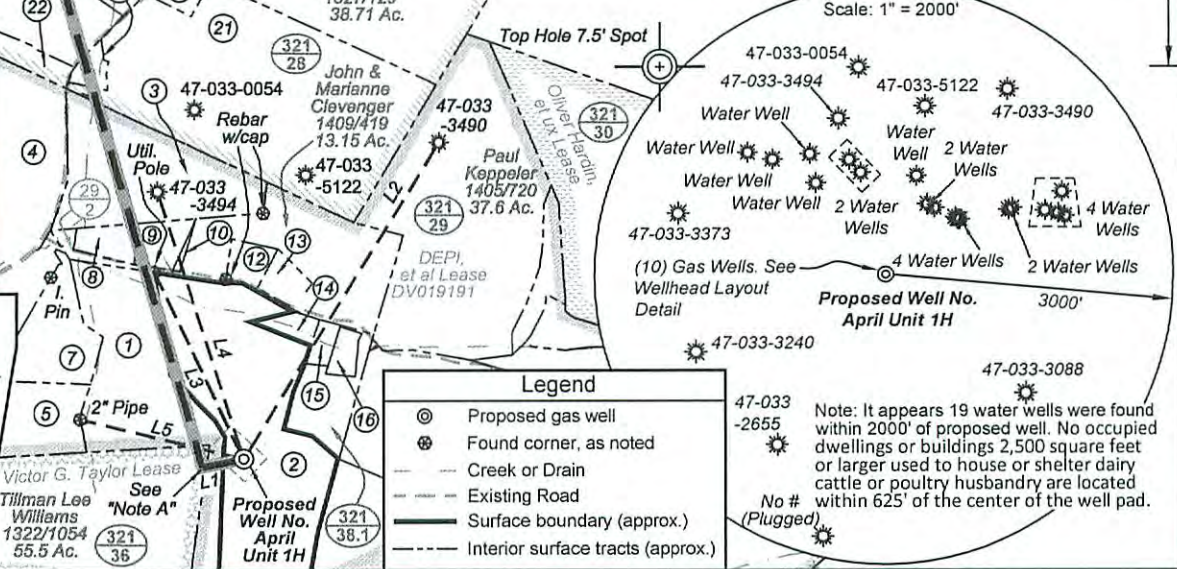 22
21
1327/129
38.71 Ac.
321
28
3
47-033-0054
John &
Marianne
Clevenger
1409/419
13.15 Ac.
Rebar
w/cap
4
Util.
Pole
47-033
-3494
47-033
-5122
47-033
-3490
29
2
Top Hole 7.5' Spot
Oliver Hardin,
et ux Lease
321
30
Paul
Keppeler
1405/720
37.6 Ac.
321
29
L2
DEPI,
et al Lease
DV019191
9
10
12
13
14
8
I.
Pin
1
7
L4
L3
15
16
5
2" Pipe
L5
2
Victor G. Taylor Lease
See
"Note A"
L1
Tillman Lee
Williams
1322/1054
55.5 Ac.
321
36
Proposed
Well No.
April
Unit 1H
321
38.1
Legend
Proposed gas well
Found corner, as noted
Creek or Drain
Existing Road
Surface boundary (approx.)
Interior surface tracts (approx.)
Scale: 1" = 2000'
47-033-0054
47-033-3494
47-033-5122
47-033-3490
Water Well
Water
Well
2 Water
Wells
Water Well
Water Well
Water Well
2 Water
Wells
4 Water
Wells
47-033-3373
4 Water Wells
2 Water Wells
(10) Gas Wells. See
Wellhead Layout
Detail
Proposed Well No.
April Unit 1H
3000'
47-033-3240
47-033-3088
47-033
-2655
Note: It appears 19 water wells were found
within 2000' of proposed well. No occupied
dwellings or buildings 2,500 square feet
or larger used to house or shelter dairy
cattle or poultry husbandry are located
within 625' of the center of the well pad.
No #
(Plugged)